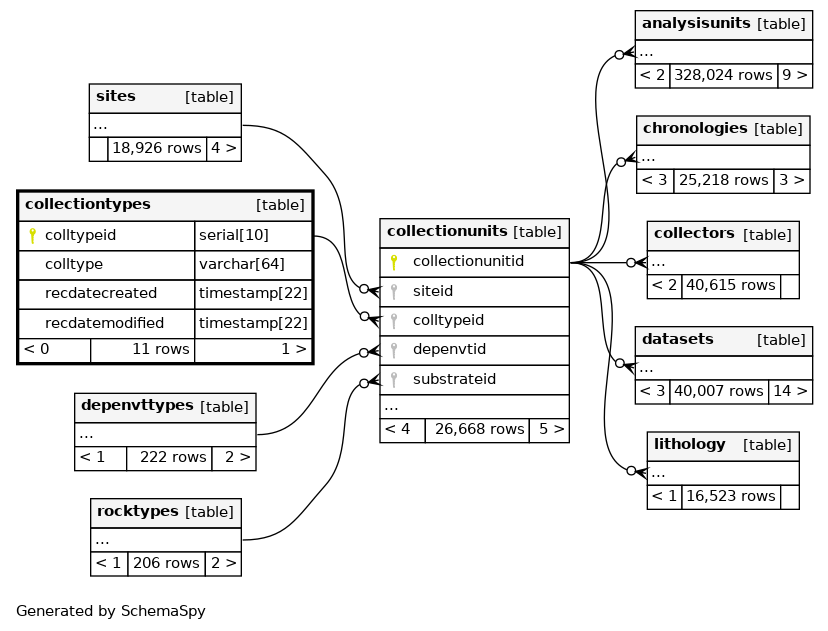 sites [table]
...
18,926 rows 4 >
collectiontypes [table]
colltypeid serial[10]
colltype varchar[64]
recdatecreated timestamp[22]
recdatemodified timestamp[22]
< 0 11 rows 1 >
depenvttypes [table]
...
< 1 222 rows 2 >
rocktypes [table]
...
< 1 206 rows 2 >
collectionunits [table]
collectionunitid
siteid
colltypeid
depenvtid
substrateid
...
< 4 26,668 rows 5 >
analysisunits [table]
...
< 2 328,024 rows 9 >
chronologies [table]
...
< 3 25,218 rows 3 >
collectors [table]
...
< 2 40,615 rows
datasets [table]
...
< 3 40,007 rows 14 >
lithology [table]
...
< 1 16,523 rows
Generated by SchemaSpy